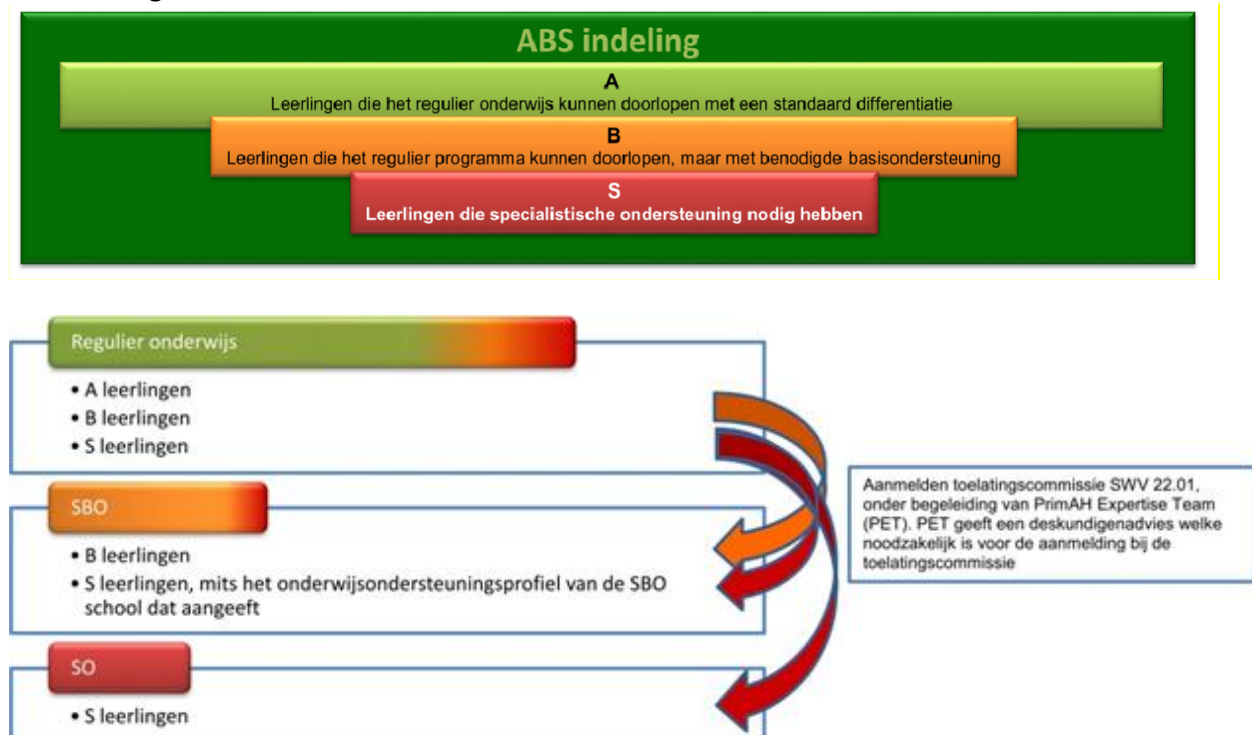 ABS indeling
A
Leerlingen die het regulier onderwijs kunnen doorlopen met een standaard differentiatie
B
Leerlingen die het regulier programma kunnen doorlopen, maar met benodigde basisondersteuning
S
Leerlingen die specialistische ondersteuning nodig hebben
Regulier onderwijs
• A leerlingen
• B leerlingen
• S leerlingen
SBO
• B leerlingen
• S leerlingen, mits het onderwijsondersteuningsprofiel van de SBO
school dat aangeeft
SO
• S leerlingen
Aanmelden toelatingscommissie SWV 22.01,
onder begeleiding van PrimAH Expertise Team
(PET). PET geeft een deskundigenadvies welke
noodzakelijk is voor de aanmelding bij de
toelatingscommissie